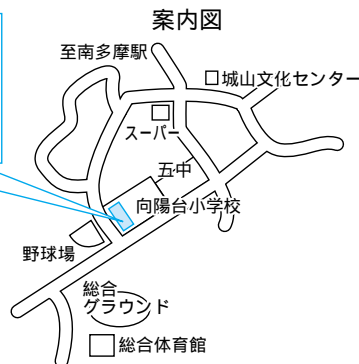 案内図
至南多摩駅
城山文化センター
スーパー
五中
向陽台小学校
野球場
総合
グラウンド
総合体育館